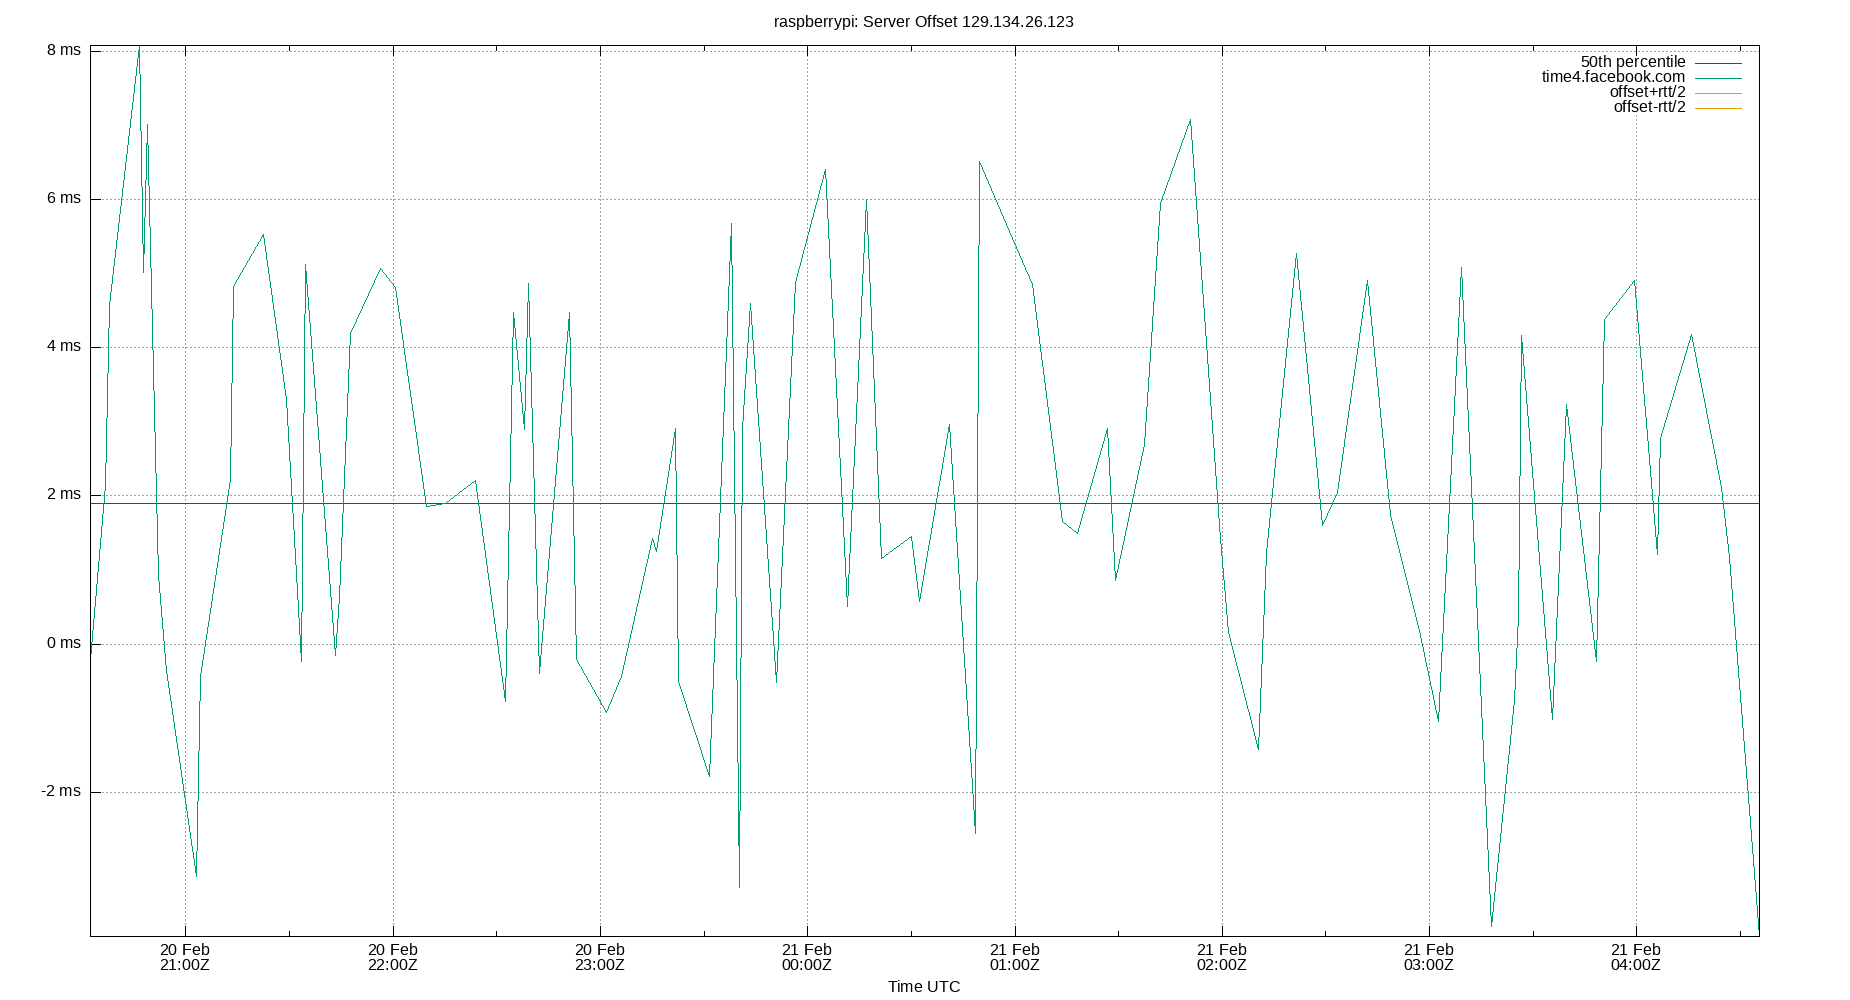 raspberrypi: Server Offset 129.134.26.123
8 ms
6 ms
4 ms
2 ms
0 ms
-2 ms
50th percentile
time4.facebook.com
offset+rtt/2
offset-rtt/2
20 Feb 20 Feb 20 Feb 21 Feb 21 Feb 21 Feb 21 Feb 21 Feb
21:00Z 22:00Z 23:00Z 00:00Z 01:00Z 02:00Z 03:00Z 04:00Z
Time UTC